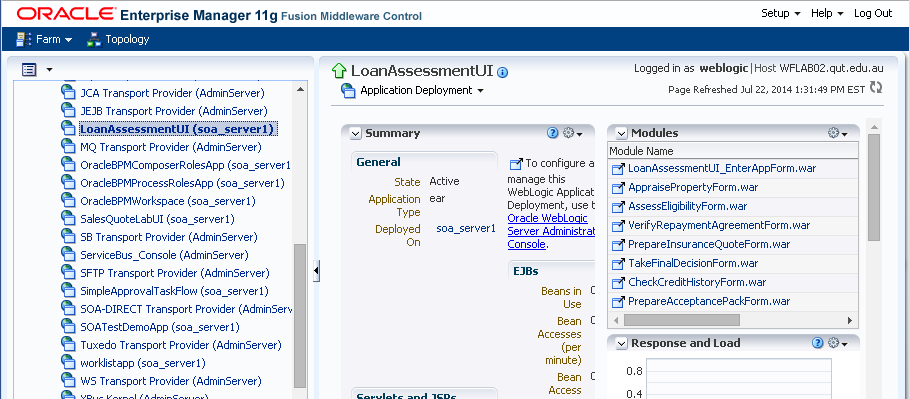 ORACLE Enterprise Manager 11g Fusion Middleware Control
Setup Help Log Out
Farm Topology
JCA Transport Provider (AdminServer)
JEJB Transport Provider (AdminServer)
LoanAssessmentUI (soa_server1)
MQ Transport Provider (AdminServer)
OracleBPMComposerRolesApp (soa_server1
OracleBPMProcessRolesApp (soa_server1)
OracleBPMWorkspace (soa_server1)
SalesQuoteLabUI (soa_server1)
SB Transport Provider (AdminServer)
ServiceBus_Console (AdminServer)
SFTP Transport Provider (AdminServer)
SimpleApprovalTaskFlow (soa_server1)
SOA-DIRECT Transport Provider (AdminServ
SOATestDemoApp (soa_server1)
Tuxedo Transport Provider (AdminServer)
worklistapp (soa_server1)
WS Transport Provider (AdminServer)
XBus Kernel (AdminServer)
LoanAssessmentUI
Application Deployment
Logged in as weblogic | Host WFLAB02.qut.edu.au
Page Refreshed Jul 22, 2014 1:31:49 PM EST
Summary
General
State Active
Application Type ear
Deployed On soa_server1
To configure a
manage this
WebLogic Applica
Deployment, use t
Oracle WebLogic
Server Administrat
Console.
EJBs
Beans in
Use
Bean
Accesses
(per
minute)
Bean
Access
Servlets and JSPs
Modules
Module Name
LoanAssessmentUI_EnterAppForm.war
AppraisePropertyForm.war
AssessEligibilityForm.war
VerifyRepaymentAgreementForm.war
PrepareInsuranceQuoteForm.war
TakeFinalDecisionForm.war
CheckCreditHistoryForm.war
PrepareAcceptancePackForm.war
Response and Load
0.8
0.4